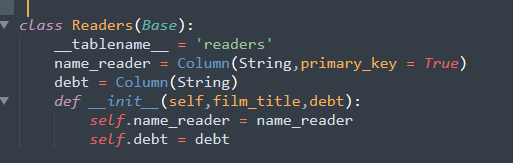 class Readers(Base):
    __tablename__ = 'readers'
    name_reader = Column(String,primary_key = True)
    debt = Column(String)
    def __init__(self,film_title,debt):
        self.name_reader = name_reader
        self.debt = debt